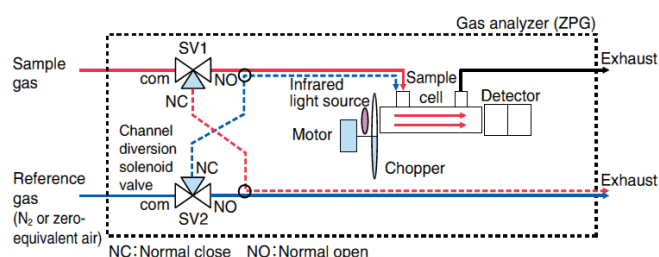 Gas analyzer (ZPG)
SV1
Sample
gas
com
NO
NC
Infrared
light source
Sample
cell
Exhaust
Detector
Motor
Chopper
Channel
diversion
solenoid
valve
NC
Reference
gas
(N₂ or zero-
equivalent air)
com
NO
SV2
Exhaust
NC:Normal close NO:Normal open